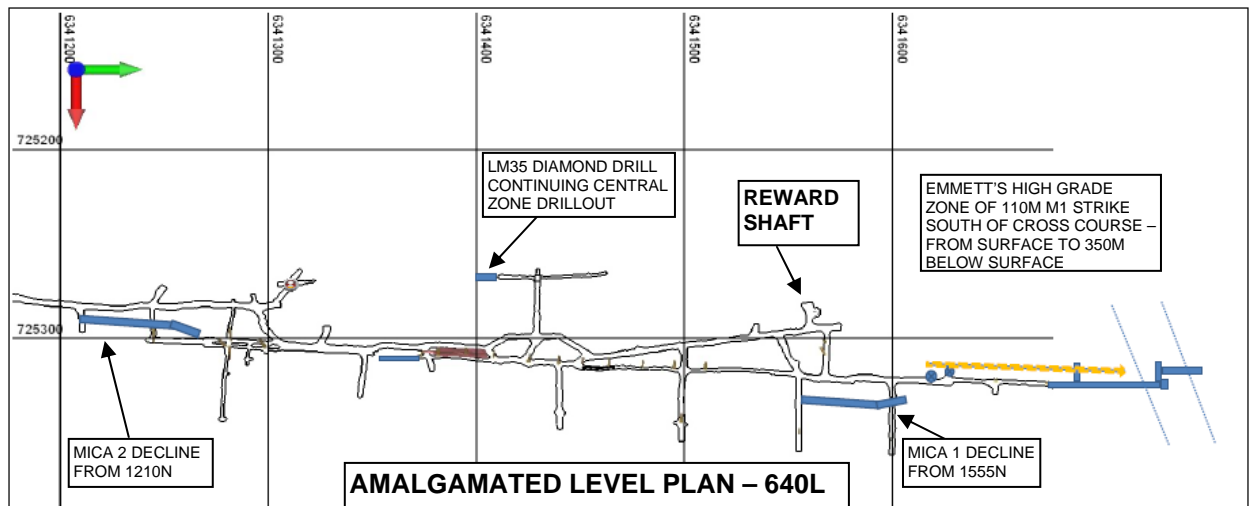 6341200
6341300
6341400
6341500
6341600
725200
LM35 DIAMOND DRILL
CONTINUING CENTRAL
ZONE DRILLOUT
REWARD
SHAFT
EMMETT'S HIGH GRADE
ZONE OF 110M M1 STRIKE
SOUTH OF CROSS COURSE –
FROM SURFACE TO 350M
BELOW SURFACE
725300
MICA 2 DECLINE
FROM 1210N
MICA 1 DECLINE
FROM 1555N
AMALGAMATED LEVEL PLAN – 640L